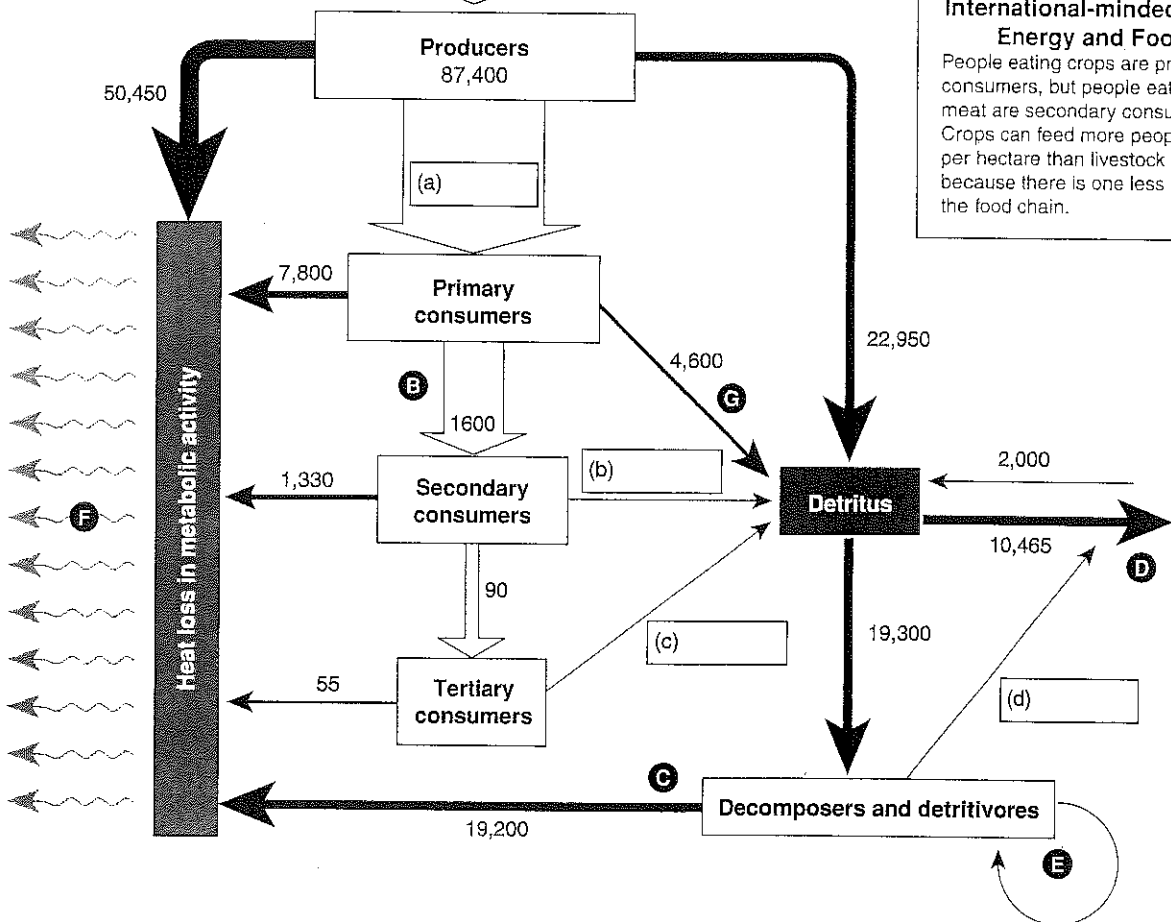 International-minded
Energy and Foo
People eating crops are pr
consumers, but people eat
meat are secondary consu
Crops can feed more peop
per hectare than livestock
because there is one less
the food chain.
Producers
87,400
50,450
(a)
7,800
Primary
consumers
4,600
22,950
B
G
1600
1,330
Secondary
consumers
(b)
Detritus
2,000
10,465
D
F
Heat loss in metabolic activity
90
(c)
19,300
55
Tertiary
consumers
(d)
C
Decomposers and detritivores
19,200
E